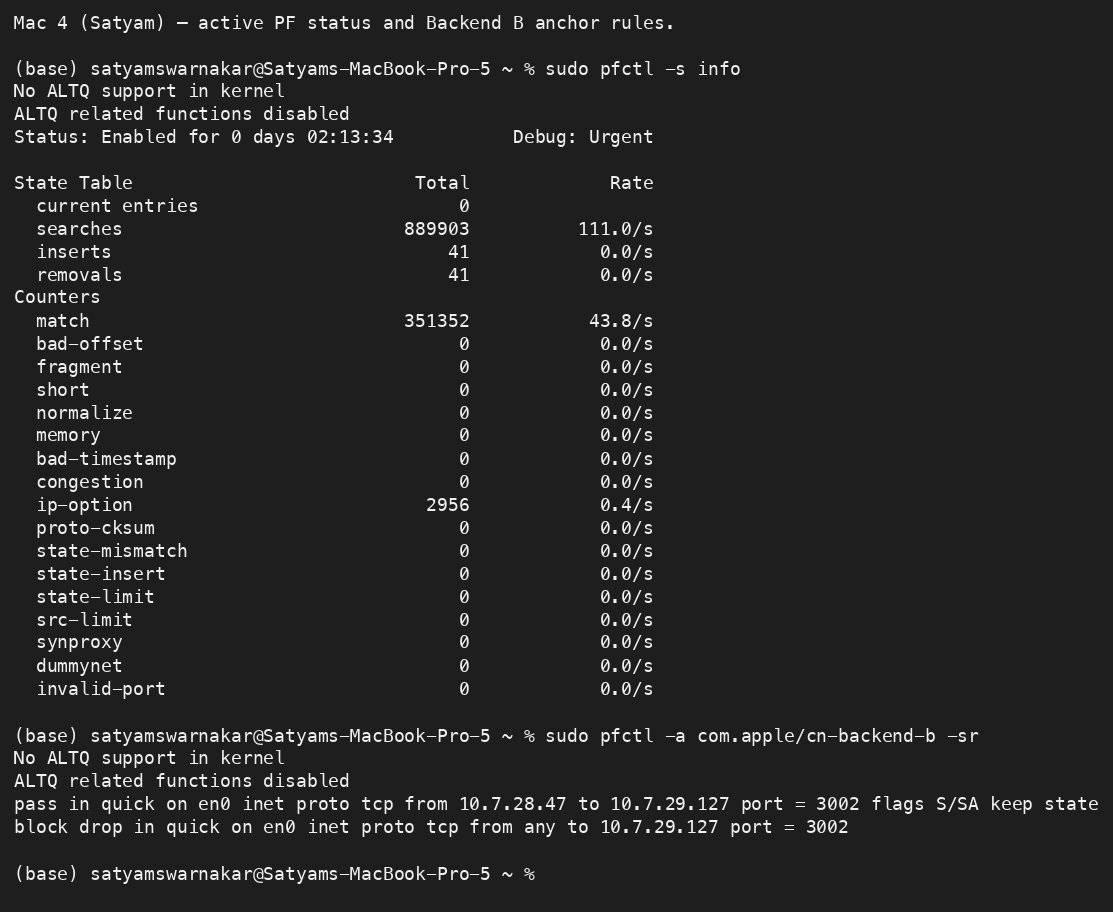 Mac 4 (Satyam) — active PF status and Backend B anchor rules.

(base) satyamswarnakar@Satyams-MacBook-Pro-5 ~ % sudo pfctl -s info
No ALTQ support in kernel
ALTQ related functions disabled
Status: Enabled for 0 days 02:13:34           Debug: Urgent

State Table                          Total             Rate
  current entries                        0
  searches                          889903          111.0/s
  inserts                               41            0.0/s
  removals                              41            0.0/s
Counters
  match                             351352           43.8/s
  bad-offset                             0            0.0/s
  fragment                               0            0.0/s
  short                                  0            0.0/s
  normalize                              0            0.0/s
  memory                                 0            0.0/s
  bad-timestamp                          0            0.0/s
  congestion                             0            0.0/s
  ip-option                           2956            0.4/s
  proto-cksum                            0            0.0/s
  state-mismatch                         0            0.0/s
  state-insert                           0            0.0/s
  state-limit                            0            0.0/s
  src-limit                              0            0.0/s
  synproxy                               0            0.0/s
  dummynet                               0            0.0/s
  invalid-port                           0            0.0/s

(base) satyamswarnakar@Satyams-MacBook-Pro-5 ~ % sudo pfctl -a com.apple/cn-backend-b -sr
No ALTQ support in kernel
ALTQ related functions disabled
pass in quick on en0 inet proto tcp from 10.7.28.47 to 10.7.29.127 port = 3002 flags S/SA keep state
block drop in quick on en0 inet proto tcp from any to 10.7.29.127 port = 3002

(base) satyamswarnakar@Satyams-MacBook-Pro-5 ~ %